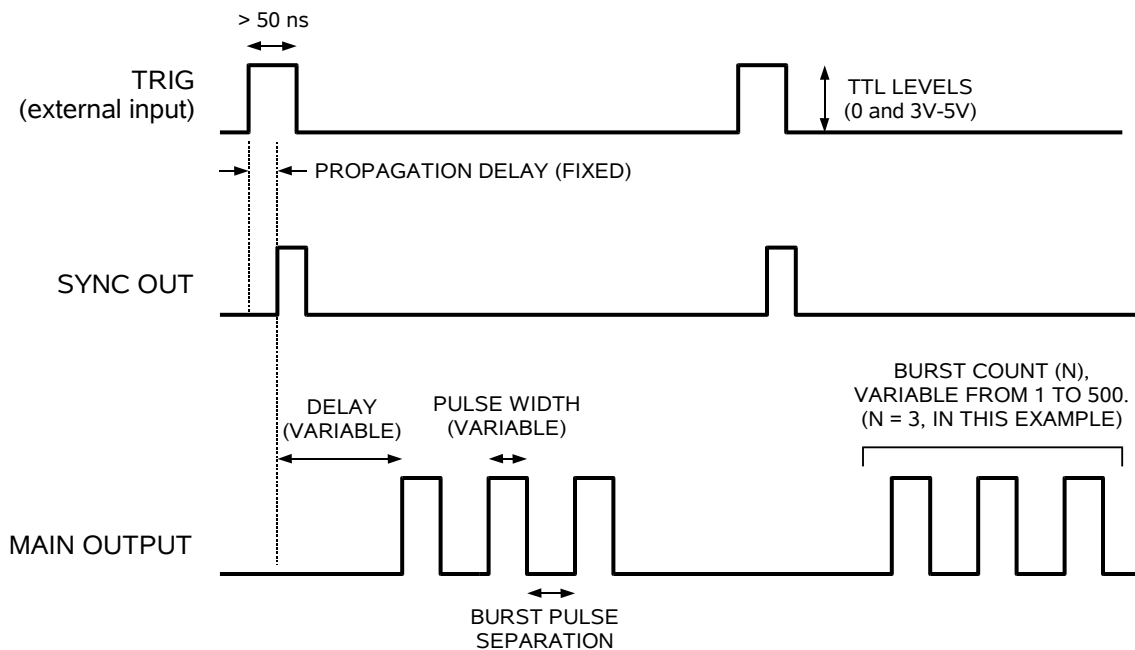 > 50 ns
TRIG
(external input)
TTL LEVELS
(0 and 3V-5V)
PROPAGATION DELAY (FIXED)
SYNC OUT
BURST COUNT (N),
VARIABLE FROM 1 TO 500.
(N = 3, IN THIS EXAMPLE)
DELAY
(VARIABLE)
PULSE WIDTH
(VARIABLE)
MAIN OUTPUT
BURST PULSE
SEPARATION